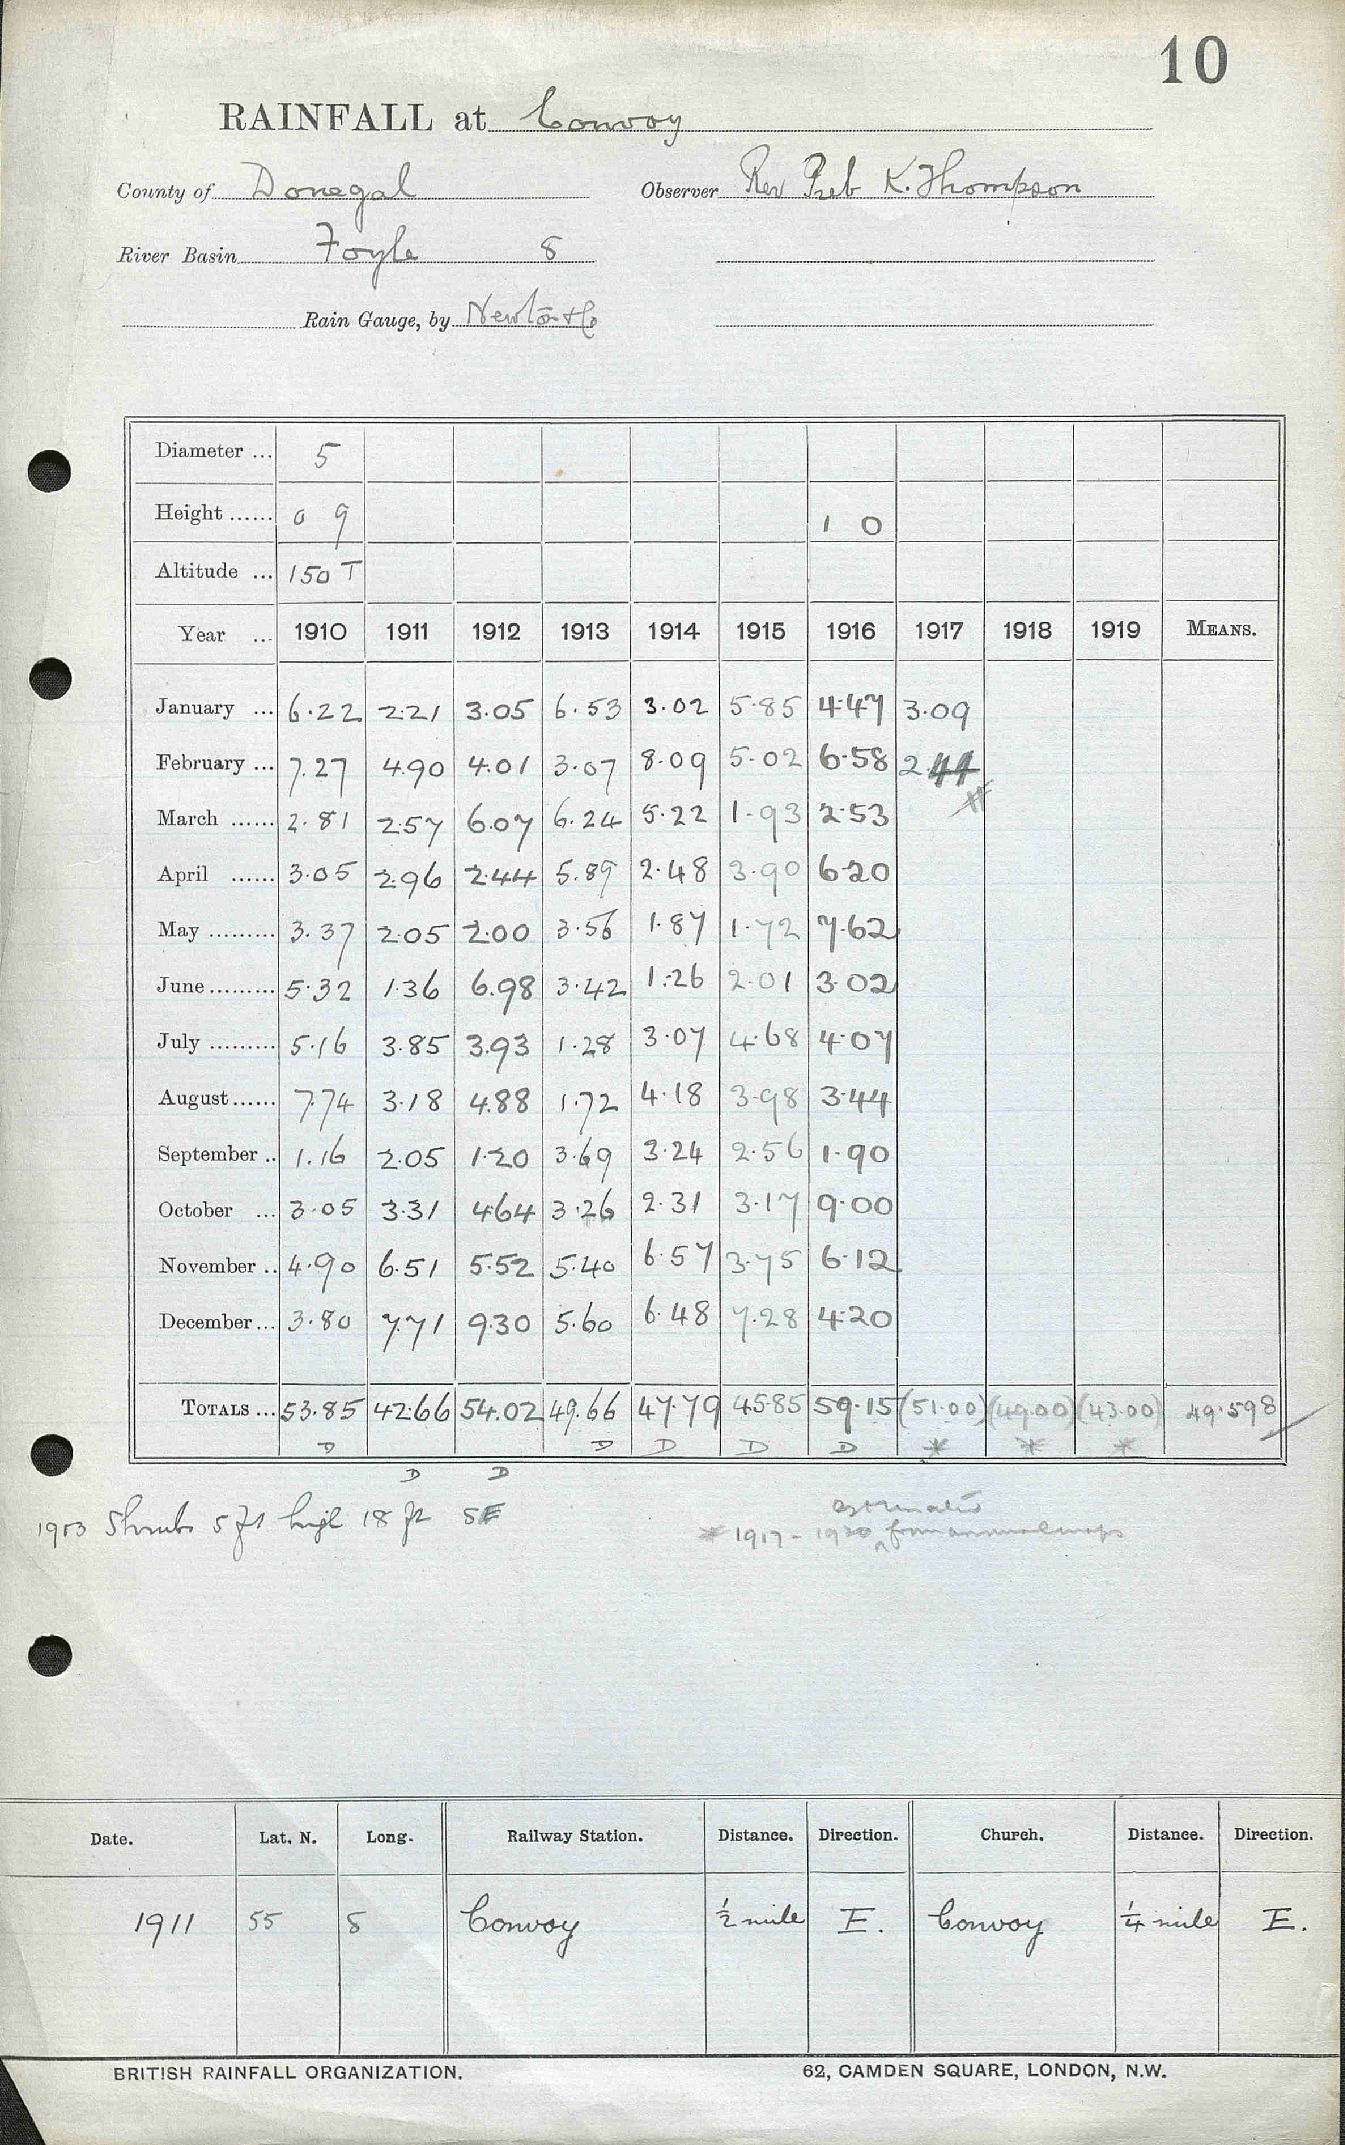 10
RAINFALL at Convoy
County of Donegal Observer Rev Preb K. Thompson
River Basin Foyle 8
Rain Gauge, by Newton & Co
Diameter ... 5
Height ...... 0 9 1 0
Altitude ... 150 T
Year ... 1910 1911 1912 1913 1914 1915 1916 1917 1918 1919 MEANS.
January ... 6.22 2.21 3.05 6.53 3.02 5.85 4.47 3.09
February ... 7.27 4.90 4.01 3.07 8.09 5.02 6.58 2.44
March ...... 2.81 2.57 6.07 6.24 5.22 1.93 2.53
April ...... 3.05 2.96 2.44 5.89 2.48 3.90 6.20
May ......... 3.37 2.05 2.00 3.56 1.87 1.72 7.62
June ......... 5.32 1.36 6.98 3.42 1.26 2.01 3.02
July ......... 5.16 3.85 3.93 1.28 3.07 4.68 4.07
August ...... 7.74 3.18 4.88 1.72 4.18 3.98 3.44
September .. 1.16 2.05 1.20 3.69 3.24 2.56 1.90
October ... 3.05 3.31 4.64 3.26 2.31 3.17 9.00
November .. 4.90 6.51 5.52 5.40 6.57 3.75 6.12
December ... 3.80 7.71 9.30 5.60 6.48 7.28 4.20
TOTALS ... 53.85 42.66 54.02 49.66 47.79 45.85 59.15 (51.00) (49.00) (43.00) 49.598
D D D D D * * *
D D
1903 Shrubs 5 ft high 18 ft SE
estimated
* 1917 - 1920 from annual maps
Date. Lat. N. Long. Railway Station. Distance. Direction. Church. Distance. Direction.
1911 55 8 Convoy 1/2 mile E. Convoy 1/4 mile E.
BRITISH RAINFALL ORGANIZATION. 62, CAMDEN SQUARE, LONDON, N.W.